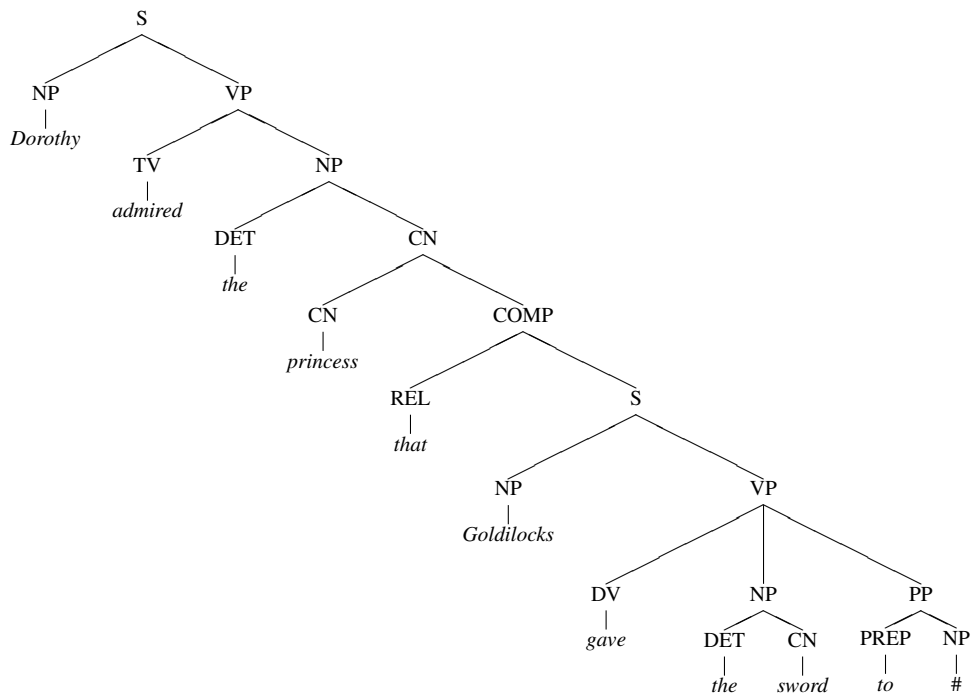 S
NP VP
Dorothy
TV NP
admired
DET CN
the
CN COMP
princess
REL S
that
NP VP
Goldilocks
DV NP PP
gave DET CN PREP NP
the sword to #